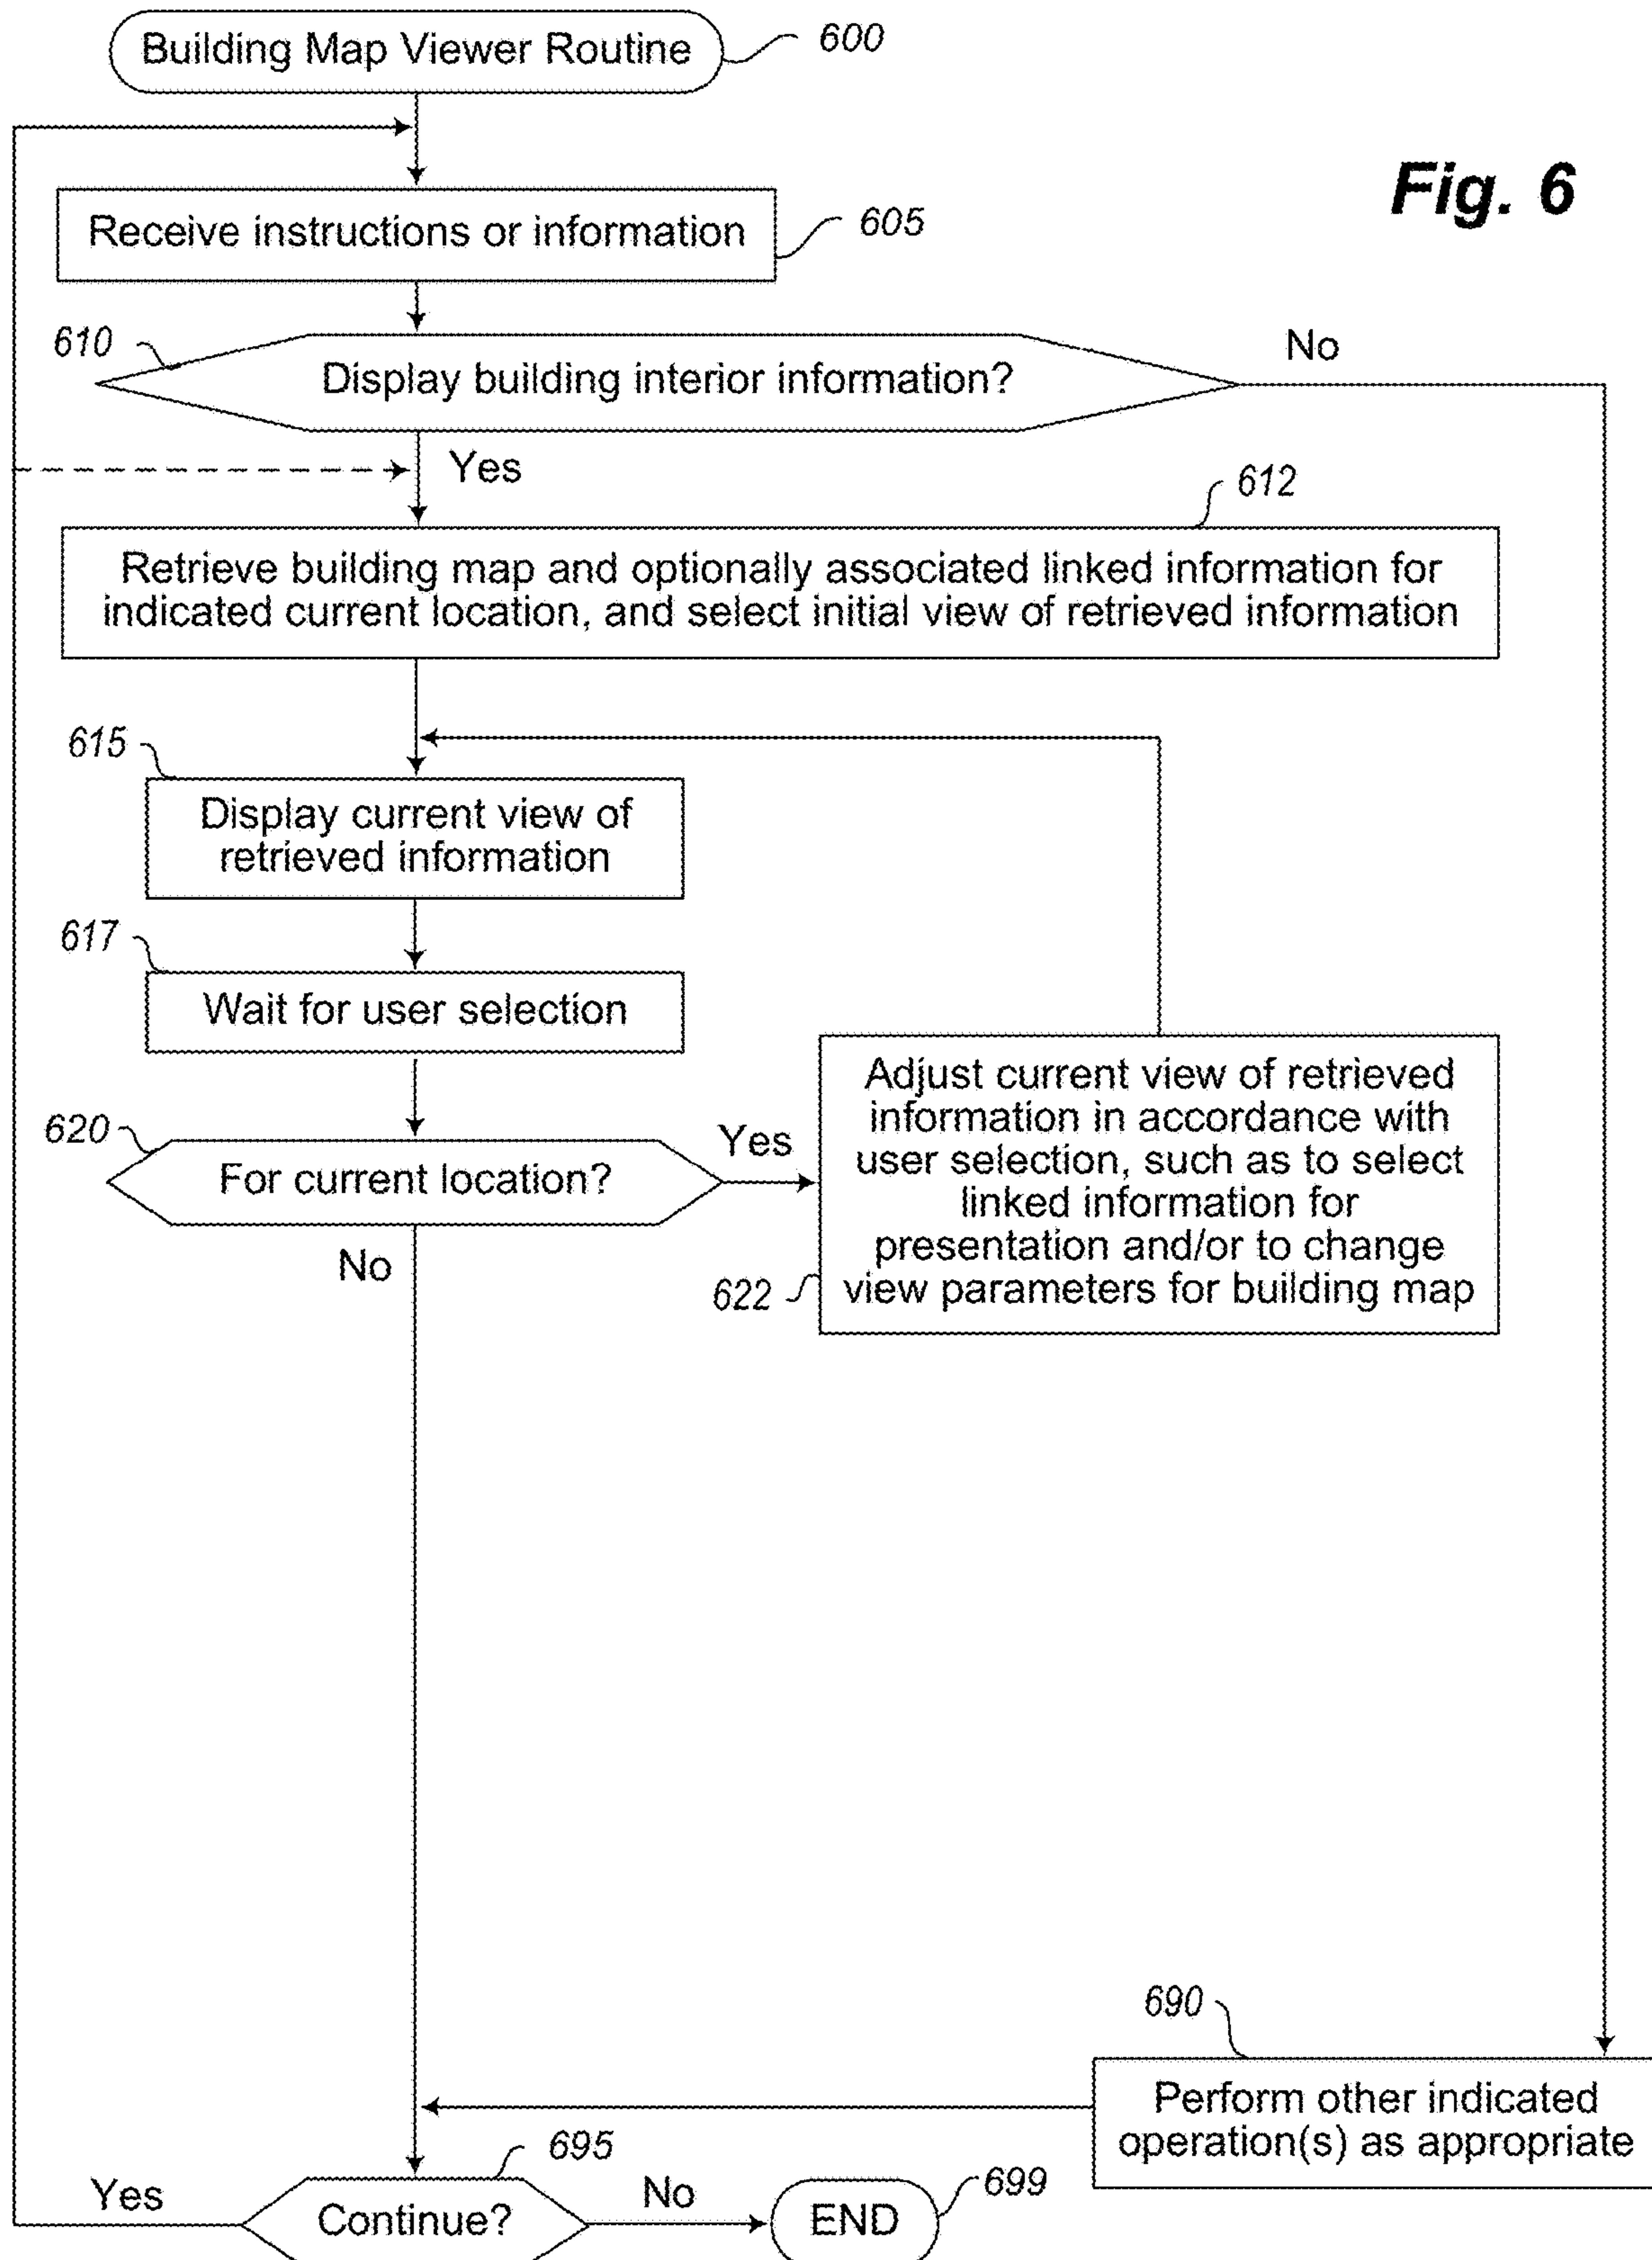 Building Map Viewer Routine
600
Fig. 6
Receive instructions or information
605
610
Display building interior information?
No
Yes
612
Retrieve building map and optionally associated linked information for
indicated current location, and select initial view of retrieved information
615
Display current view of
retrieved information
617
Wait for user selection
620
For current location?
Yes
No
Adjust current view of retrieved
information in accordance with
user selection, such as to select
linked information for
presentation and/or to change
view parameters for building map
622
690
Perform other indicated
operation(s) as appropriate
695
Yes
Continue?
No
END
699